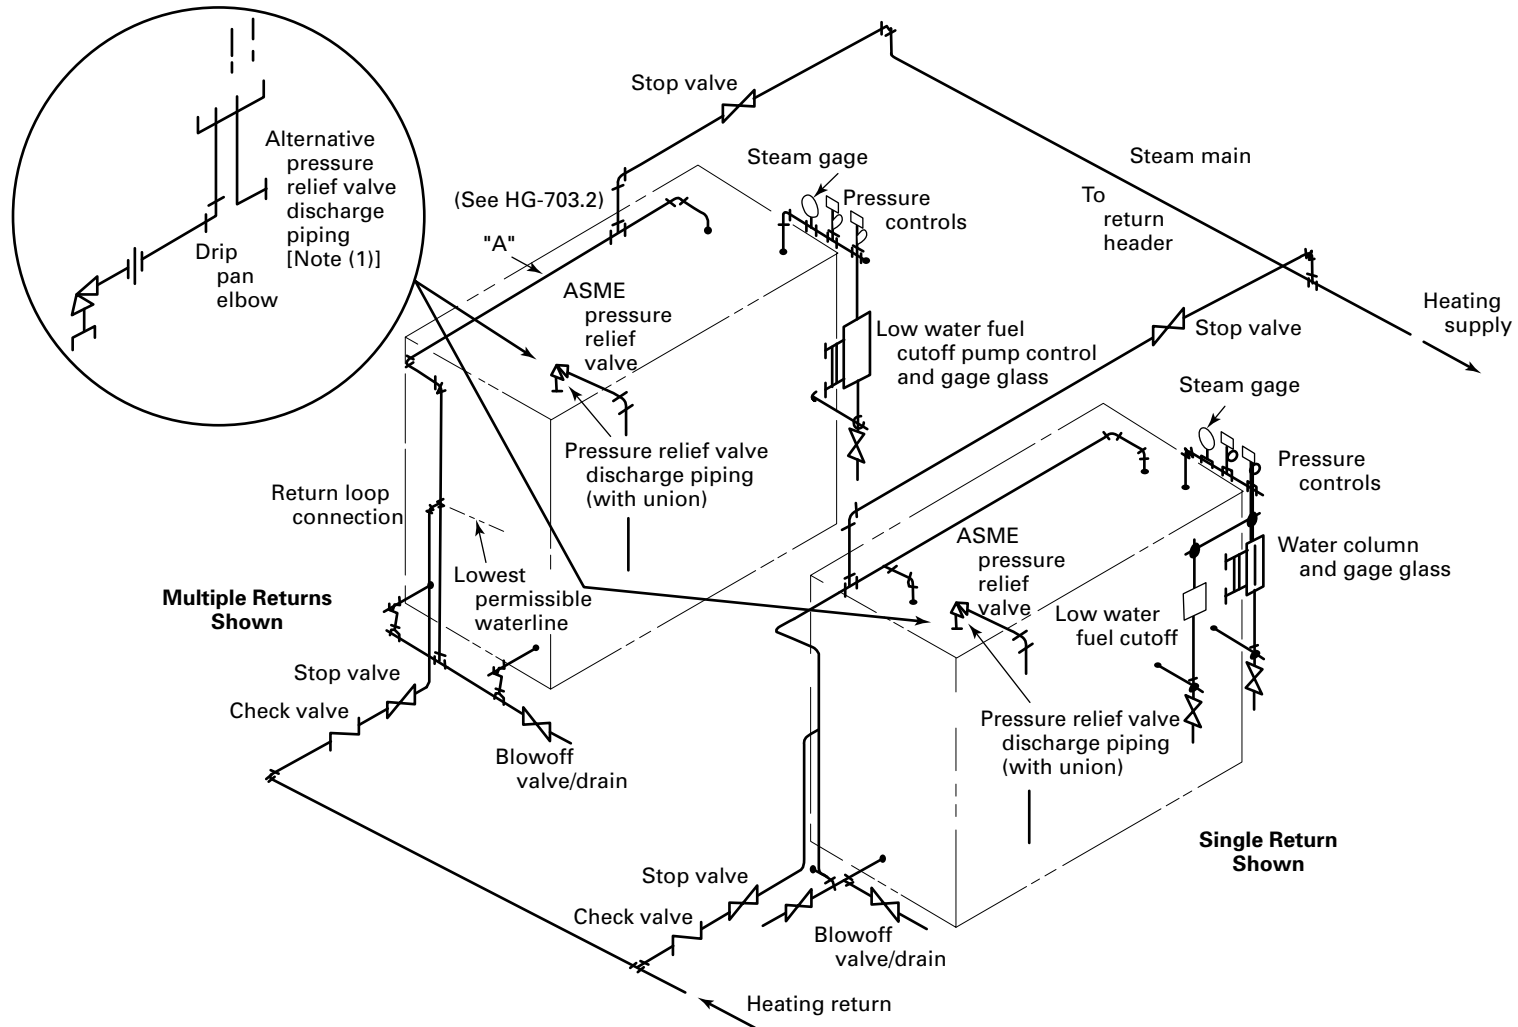 Stop valve
Steam gage
Steam main
Alternative
pressure
relief valve
discharge
piping
[Note (1)]
Drip
pan
elbow
(See HG-703.2)
"A"
Pressure
controls
To
return
header
ASME
pressure
relief
valve
Low water fuel
cutoff pump control
and gage glass
Stop valve
Heating
supply
Steam gage
Pressure relief valve
discharge piping
(with union)
Pressure
controls
Return loop
connection
ASME
pressure
relief
valve
Water column
and gage glass
Lowest
permissible
waterline
Low water
fuel cutoff
Multiple Returns
Shown
Stop valve
Check valve
Blowoff
valve/drain
Pressure relief valve
discharge piping
(with union)
Single Return
Shown
Stop valve
Check valve
Blowoff
valve/drain
Heating return